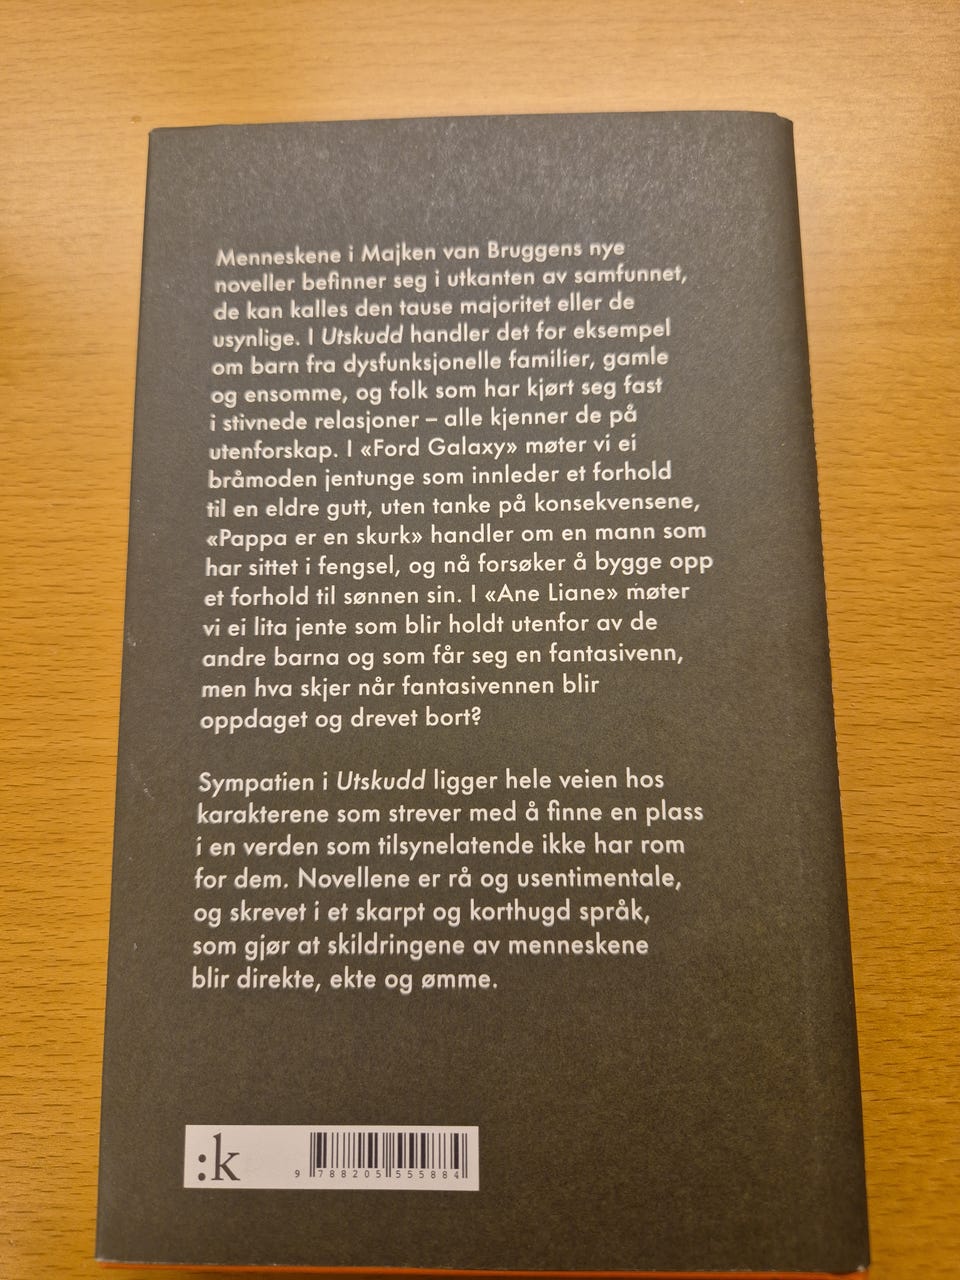 Menneskene i Majken van Bruggens nye
noveller befinner seg i utkanten av samfunnet,
de kan kalles den tause majoritet eller de
usynlige. I Utskudd handler det for eksempel
om barn fra dysfunksjonelle familier, gamle
og ensomme, og folk som har kjørt seg fast
i stivnede relasjoner – alle kjenner de på
utenforskap. I «Ford Galaxy» møter vi ei
bråmoden jentunge som innleder et forhold
til en eldre gutt, uten tanke på konsekvensene,
«Pappa er en skurk» handler om en mann som
har sittet i fengsel, og nå forsøker å bygge opp
et forhold til sønnen sin. I «Ane Liane» møter
vi ei lita jente som blir holdt utenfor av de
andre barna og som får seg en fantasivenn,
men hva skjer når fantasivennen blir
oppdaget og drevet bort?
Sympatien i Utskudd ligger hele veien hos
karakterene som strever med å finne en plass
i en verden som tilsynelatende ikke har rom
for dem. Novellene er rå og usentimentale,
og skrevet i et skarpt og korthugd språk,
som gjør at skildringene av menneskene
blir direkte, ekte og ømme.
:k
9 788205 555884